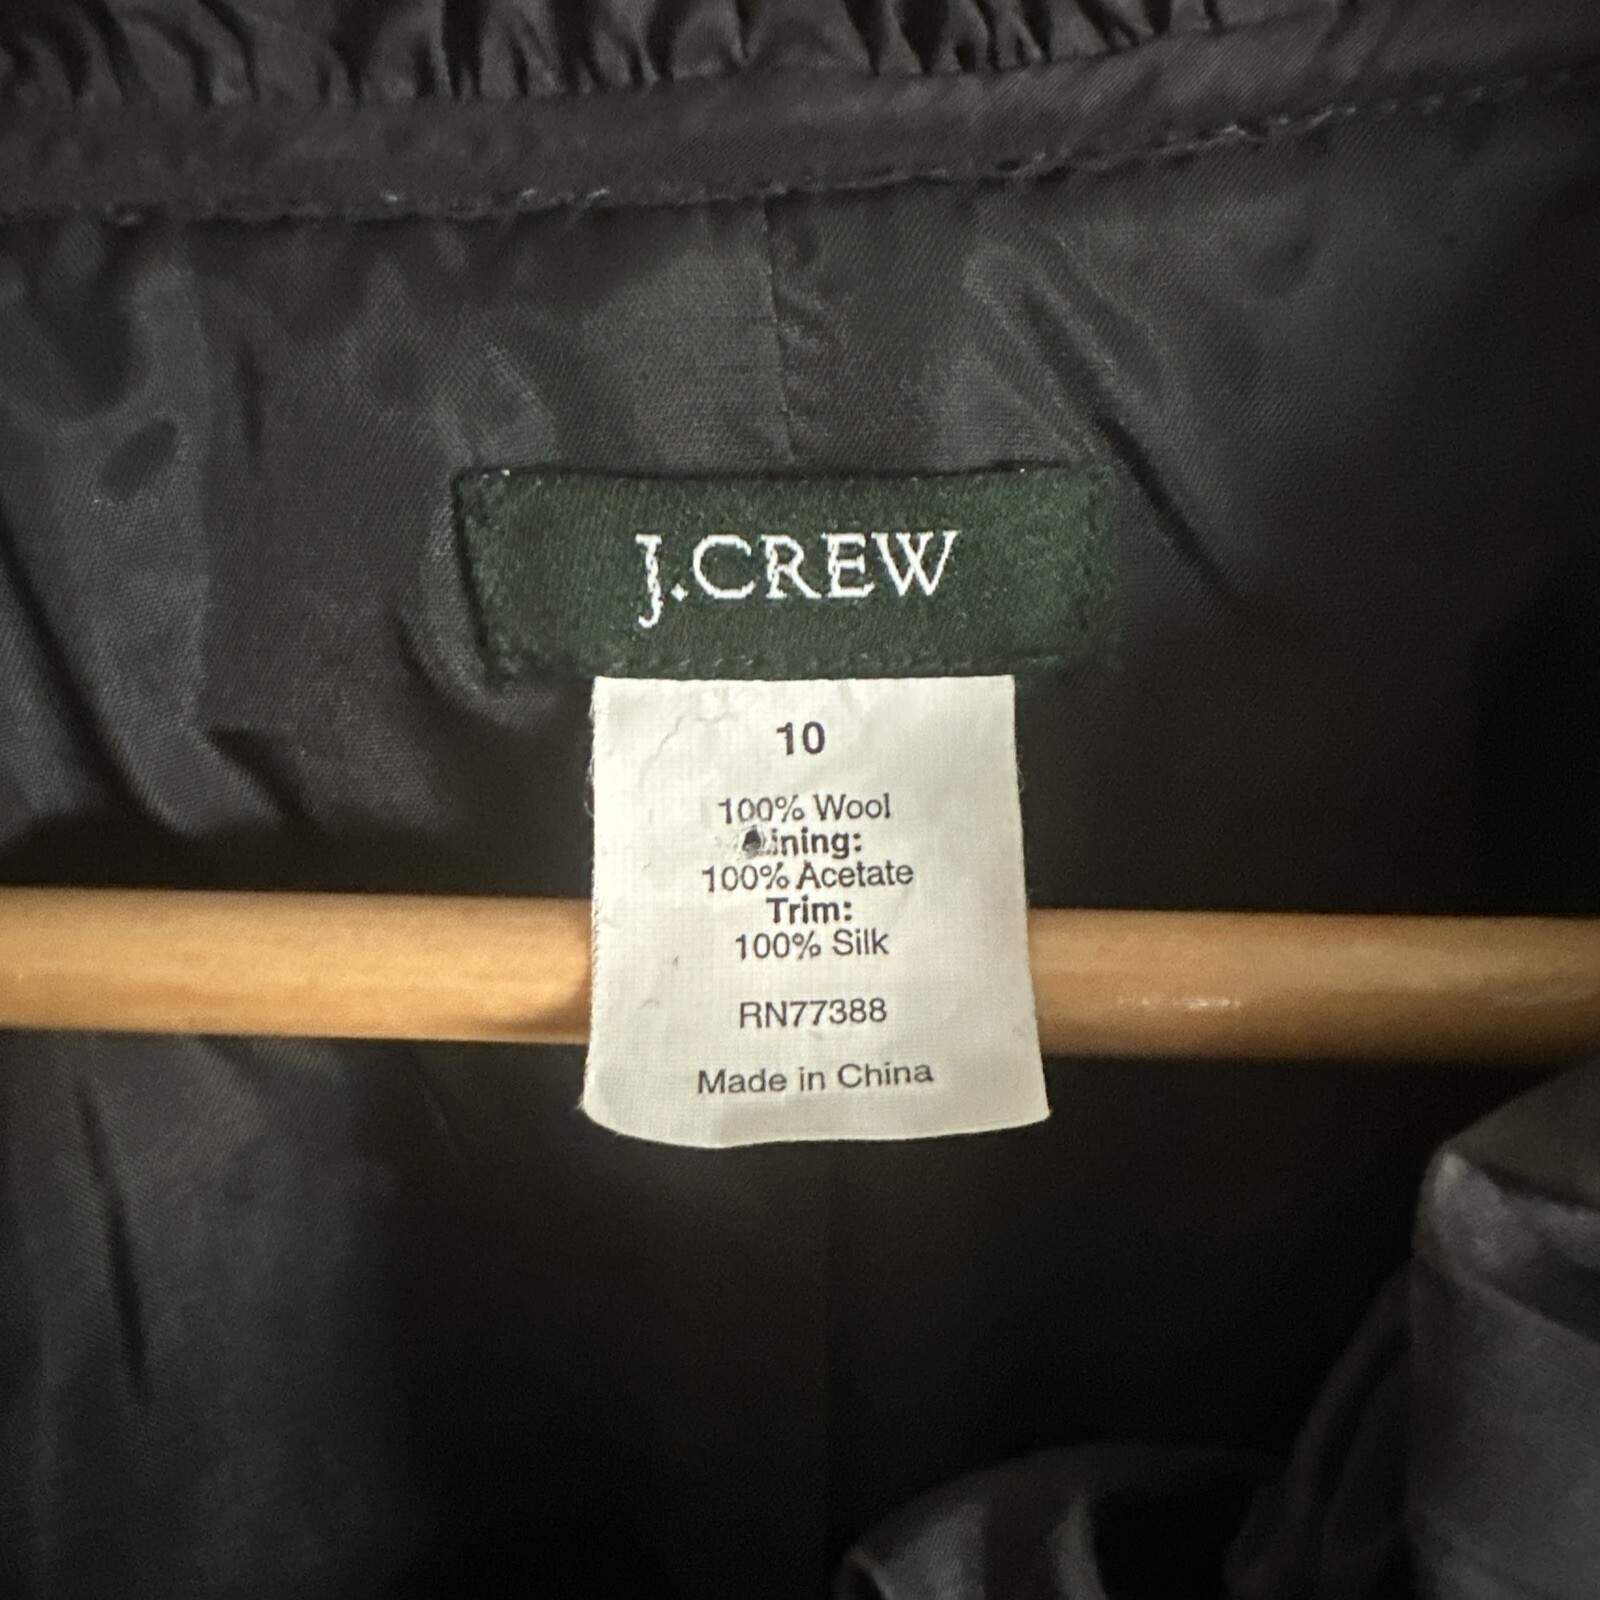 J.CREW
10
100% Wool
Lining:
100% Acetate
Trim:
100% Silk
RN77388
Made in China